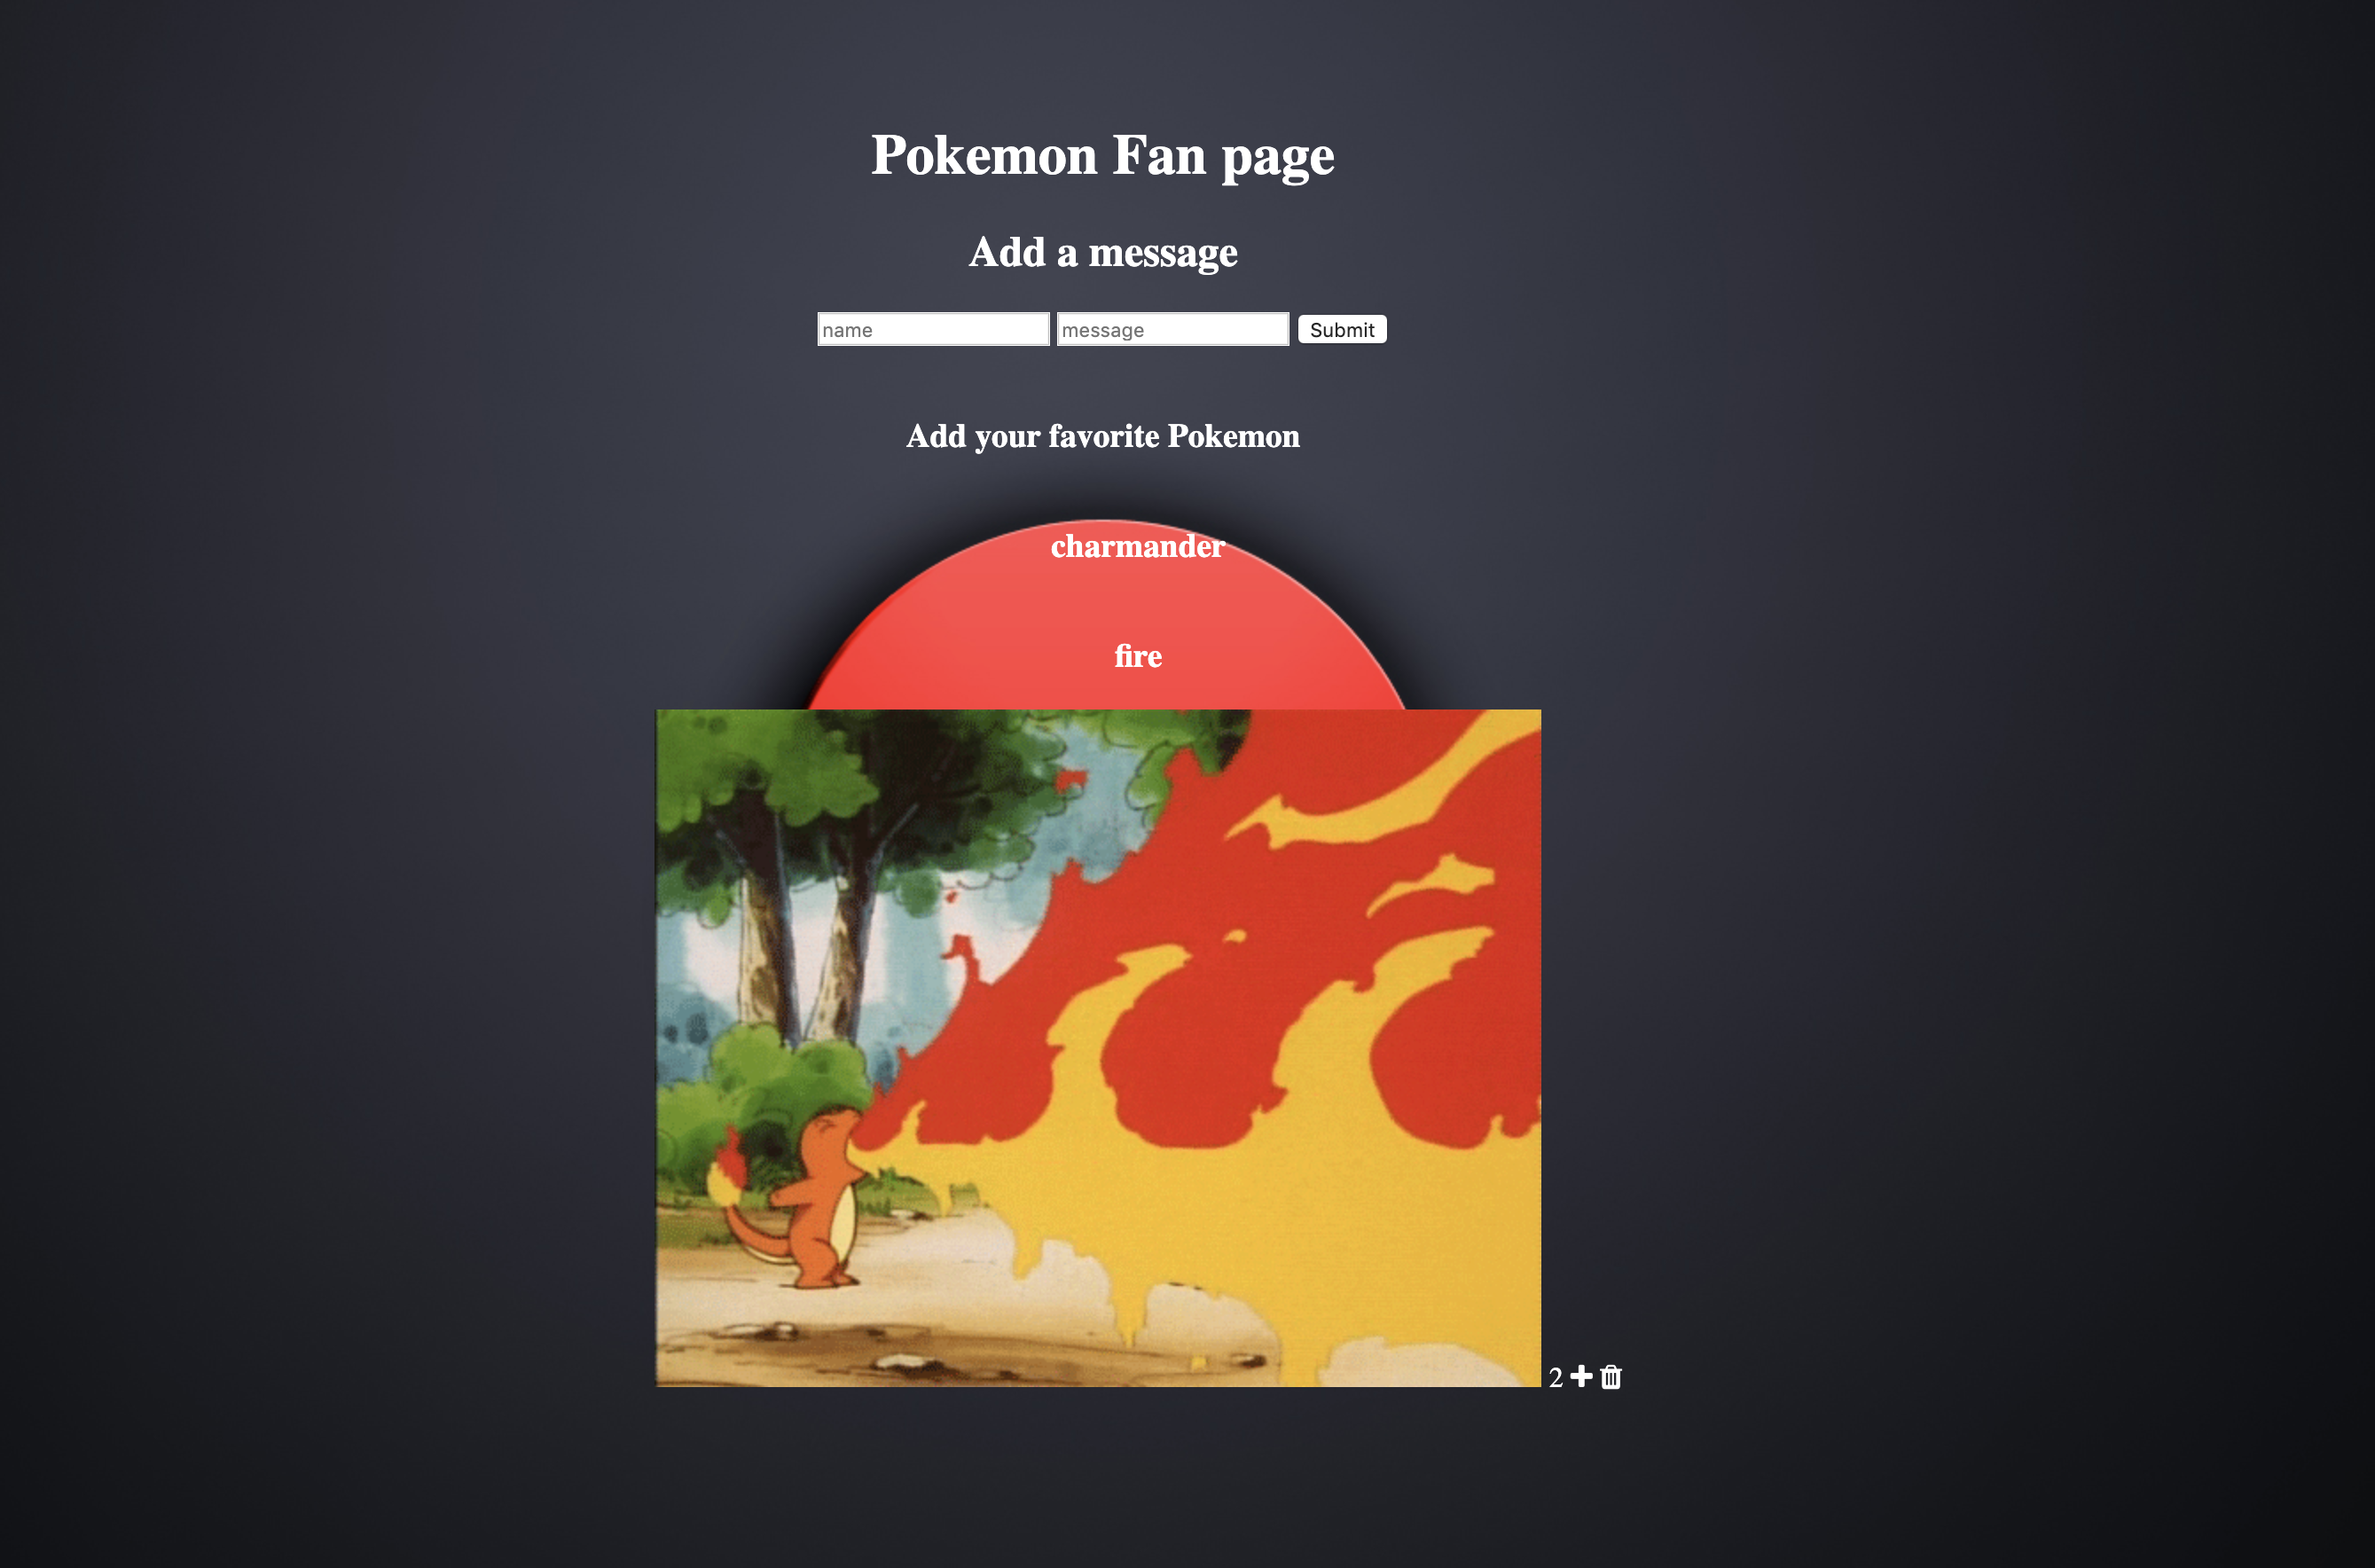 Pokemon Fan page
Add a message
name message Submit
Add your favorite Pokemon
charmander
fire
2